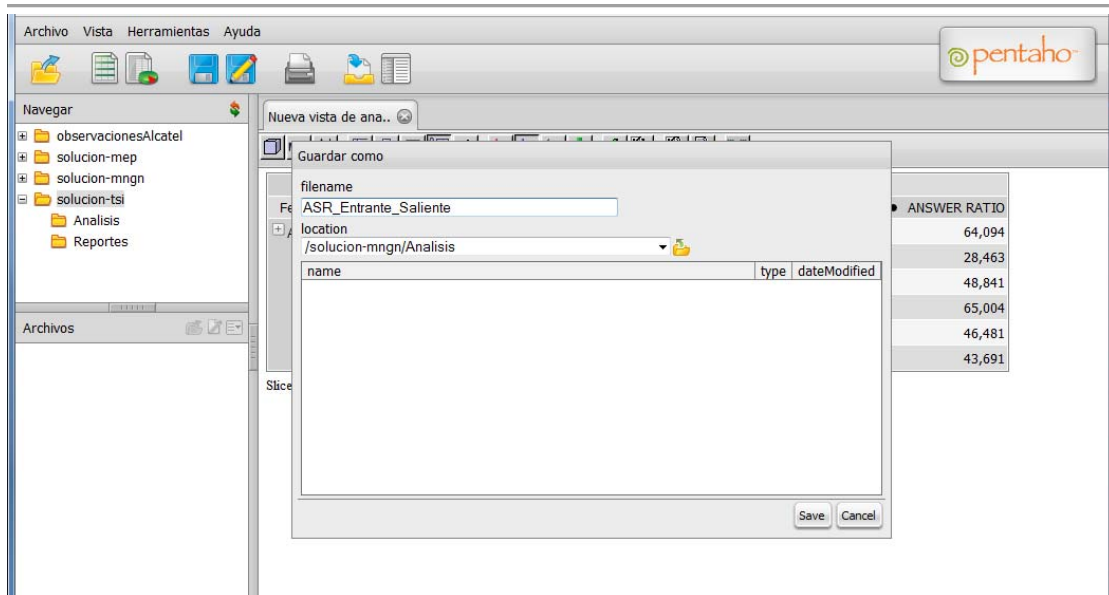 Archivo Vista Herramientas Ayuda
pentaho
Navegar
Nueva vista de ana..
observacionesAlcatel
solucion-mep
solucion-mngn
solucion-tsi
Analisis
Reportes
Archivos
Guardar como
filename
ASR_Entrante_Saliente
location
/solucion-mngn/Analisis
name type dateModified
Save Cancel
Fe
ANSWER RATIO
64,094
28,463
48,841
65,004
46,481
43,691
Slice